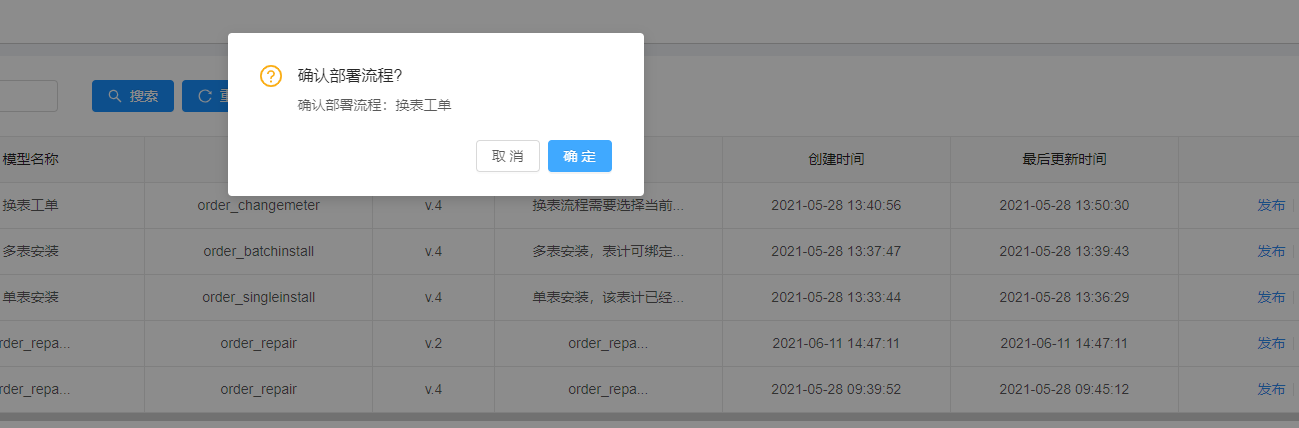 确认部署流程?
确认部署流程：换表工单
取 消 确 定
搜索
模型名称 创建时间 最后更新时间
换表工单 order_changemeter v.4 换表流程需要选择当前... 2021-05-28 13:40:56 2021-05-28 13:50:30 发布
多表安装 order_batchinstall v.4 多表安装，表计可绑定... 2021-05-28 13:37:47 2021-05-28 13:39:43 发布
单表安装 order_singleinstall v.4 单表安装，该表计已经... 2021-05-28 13:33:44 2021-05-28 13:36:29 发布
rder_repa... order_repair v.2 order_repa... 2021-06-11 14:47:11 2021-06-11 14:47:11 发布
rder_repa... order_repair v.4 order_repa... 2021-05-28 09:39:52 2021-05-28 09:45:12 发布